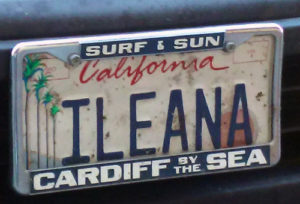 SURF & SUN
California
ILEANA
CARDIFF BY THE SEA